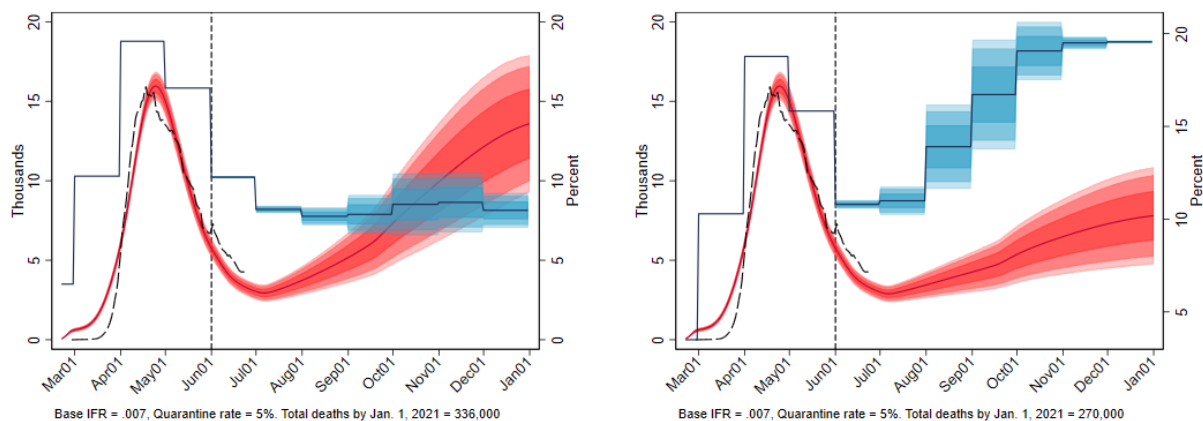 20
15
10
5
0
Thousands
20
15
10
5
0
Percent
Mar01 Apr01 May01 Jun01 Jul01 Aug01 Sep01 Oct01 Nov01 Dec01 Jan01
Base IFR = .007, Quarantine rate = 5%. Total deaths by Jan. 1, 2021 = 336,000
20
15
10
5
0
Thousands
20
15
10
5
Percent
Mar01 Apr01 May01 Jun01 Jul01 Aug01 Sep01 Oct01 Nov01 Dec01 Jan01
Base IFR = .007, Quarantine rate = 5%. Total deaths by Jan. 1, 2021 = 270,000